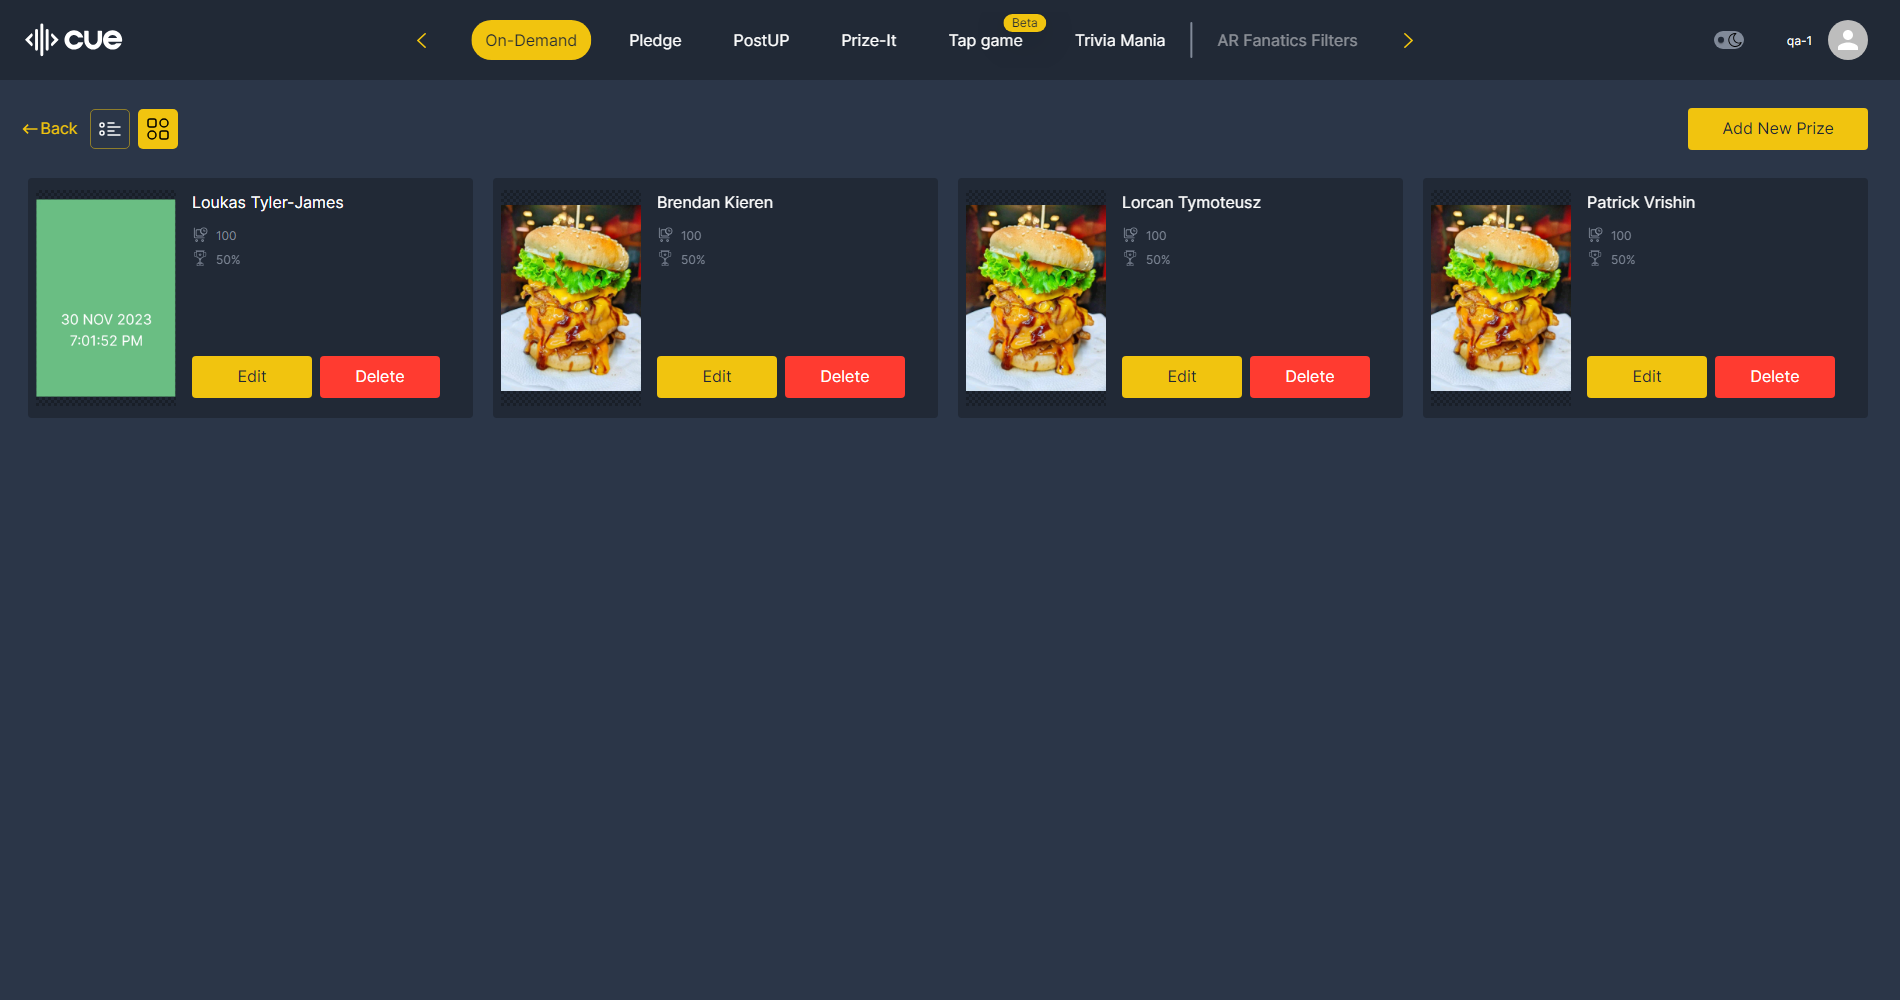 cue
On-Demand
Pledge
PostUP
Prize-It
Beta
Tap game
Trivia Mania
AR Fanatics Filters
qa-1
Back
Add New Prize
30 NOV 2023
7:01:52 PM
Loukas Tyler-James
100
50%
Edit
Delete
Brendan Kieren
100
50%
Edit
Delete
Lorcan Tymoteusz
100
50%
Edit
Delete
Patrick Vrishin
100
50%
Edit
Delete